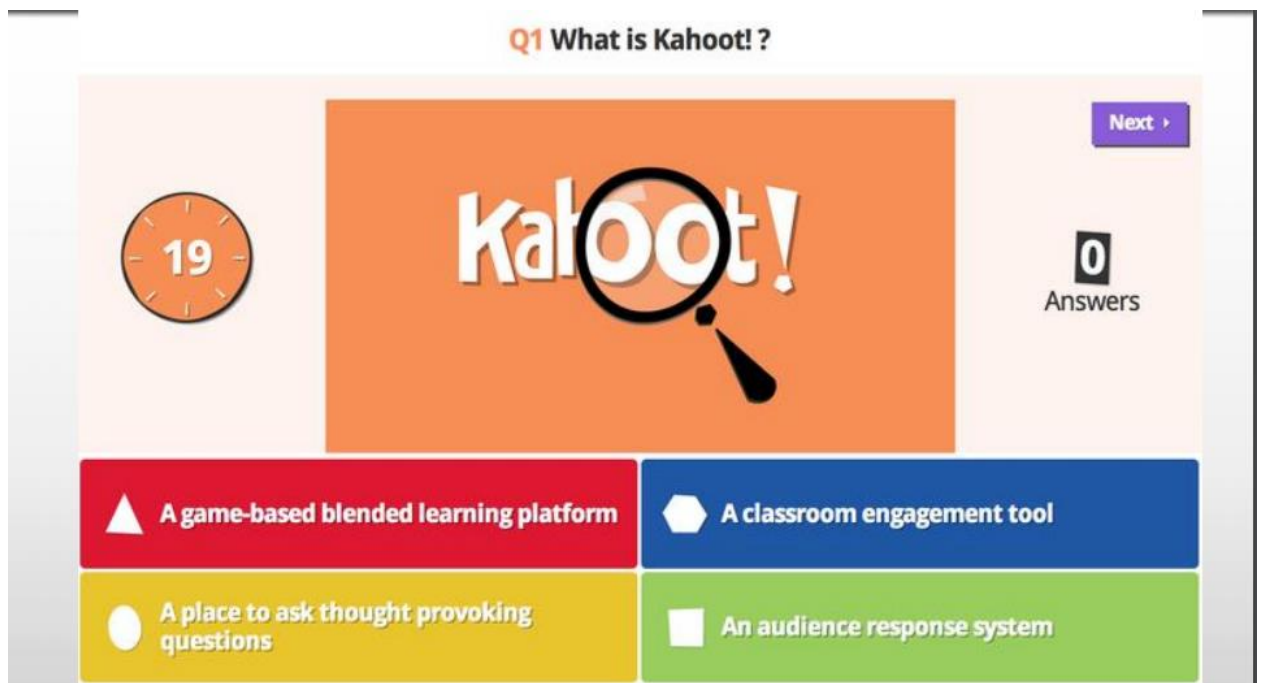 Q1 What is Kahoot! ?
Next
19
Kahoot!
0
Answers
A game-based blended learning platform
A classroom engagement tool
A place to ask thought provoking
questions
An audience response system